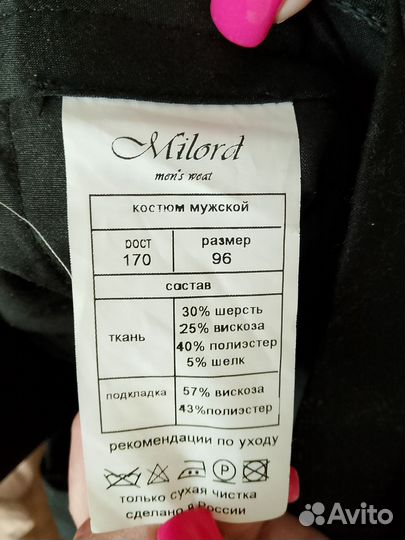 Milord
men's weat
костюм мужской
рост размер
170 96
состав
ткань
30% шерсть
25% вискоза
40% полиэстер
5% шелк
подкладка
57% вискоза
43%полиэстер
рекомендации по уходу
P
только сухая чистка
сделано в России
Avito